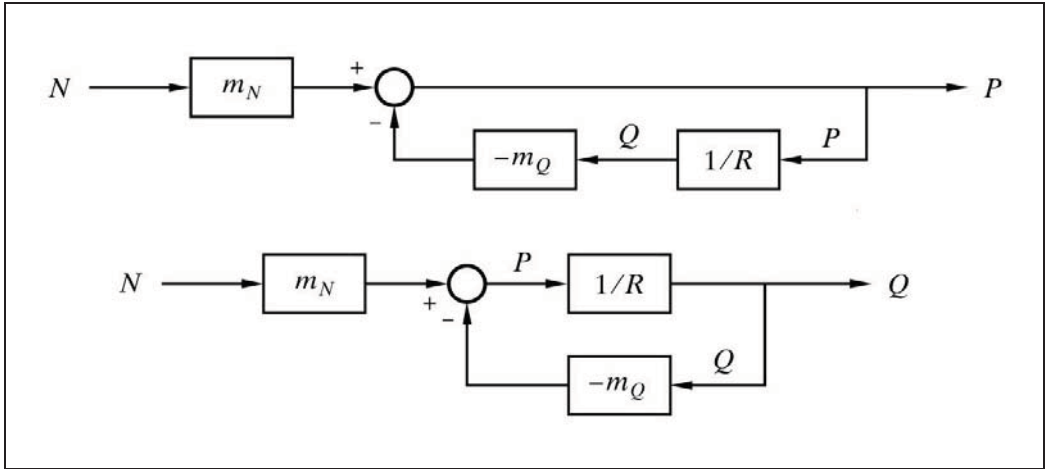 N m_N + − P
−m_Q Q 1/R P
N m_N + − P 1/R Q
−m_Q Q